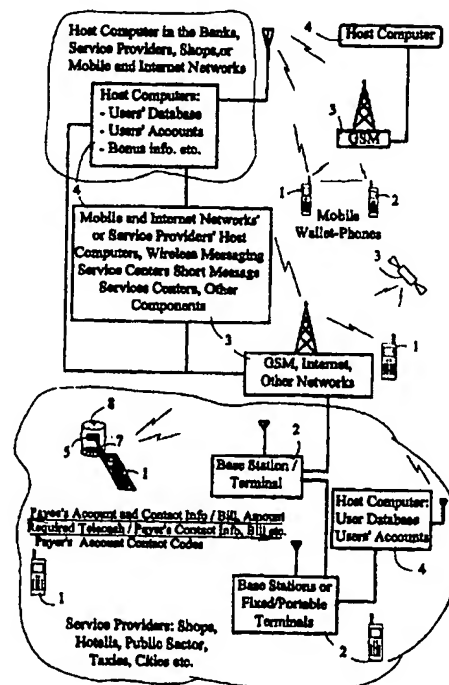 Host Computer in the Banks,
Service Providers, Shops,or
Mobile and Internet Networks
Host Computers:
- Users' Database
- Users' Accounts
- Bonus info. etc.
4
4
Host Computer
3
GSM
1
2
Mobile
Wallet-Phones
Mobile and Internet Networks'
or Service Providers' Host
Computers, Wireless Messaging
Service Centers Short Message
Services Centers, Other
Components
3
3
1
GSM, Internet,
Other Networks
8
5
7
1
2
Base Station /
Terminal
Host Computer:
User Database
Users' Accounts
4
Payee's Account and Contact Info / Bill Amount
Required Telecash / Payer's Contact Info, Bill etc.
Payer's Account Contact Codes
1
Base Stations or
Fixed/Portable
Terminals
2
1
Service Providers: Shops,
Hotells, Public Sector,
Taxies, Cities etc.